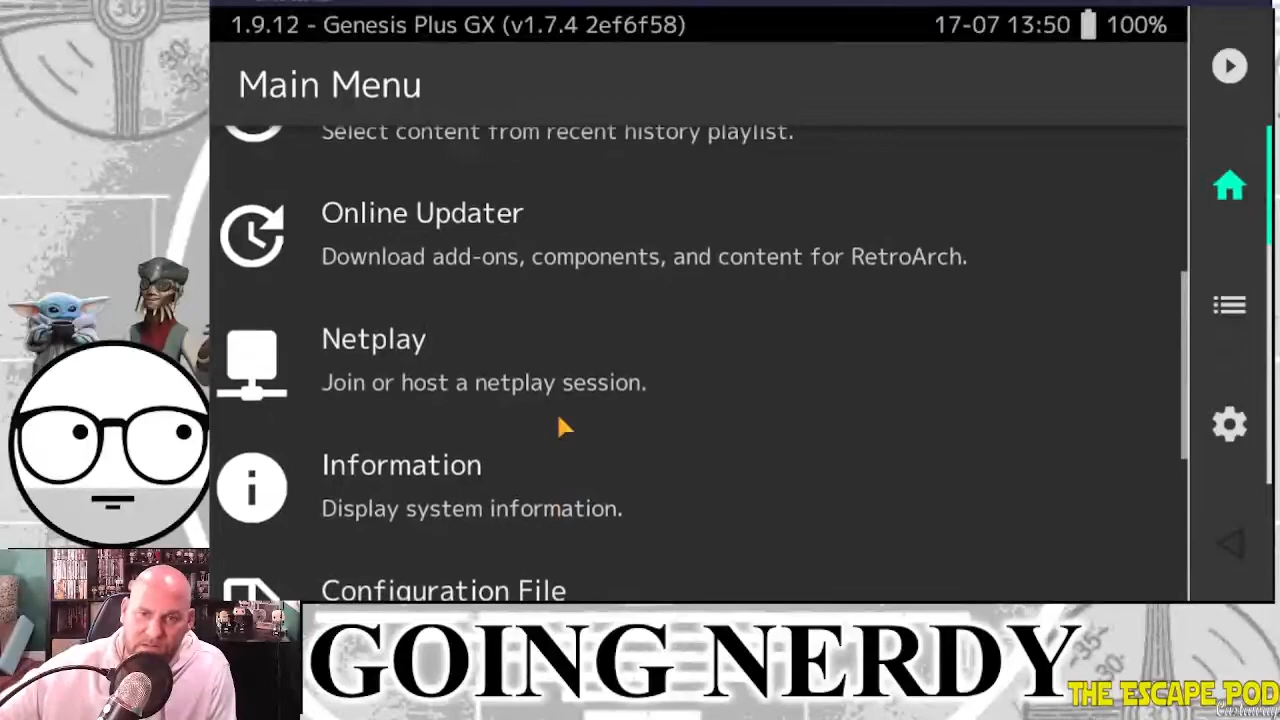 1.9.12 - Genesis Plus GX (v1.7.4 2ef6f58)
17-07 13:50 100%
Main Menu
Select content from recent history playlist.
Online Updater
Download add-ons, components, and content for RetroArch.
Netplay
Join or host a netplay session.
Information
Display system information.
Configuration File
GOING NERDY
THE ESCAPE POD